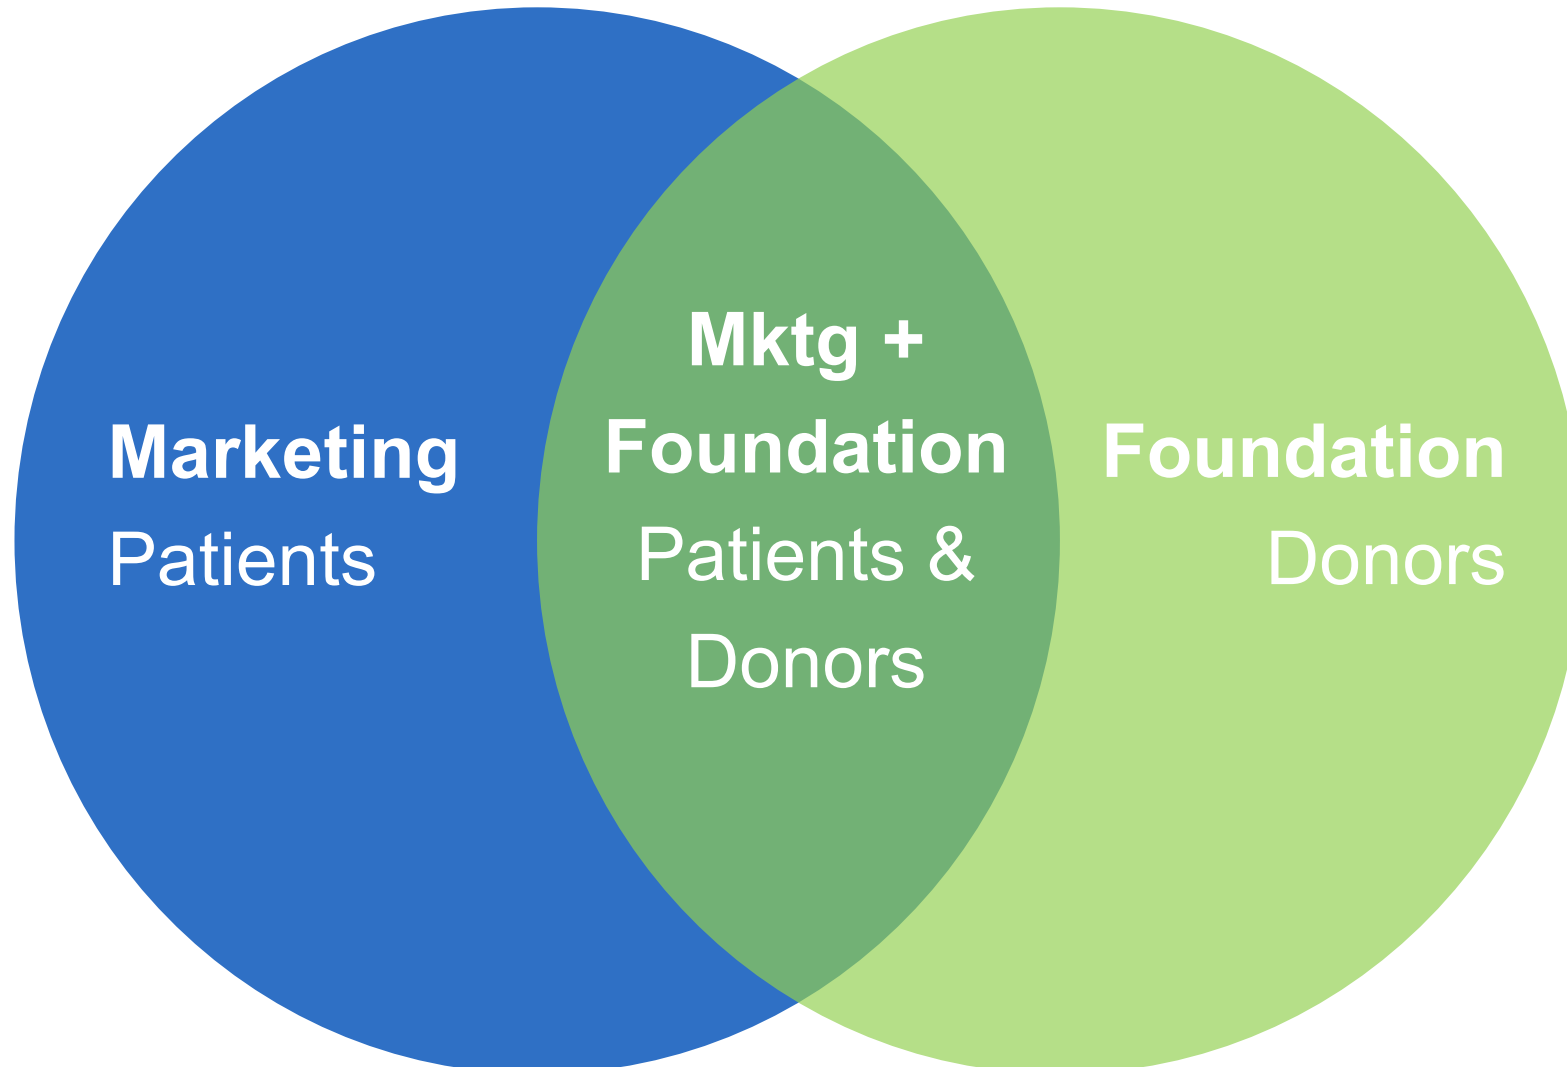 Marketing
Patients
Mktg +
Foundation
Patients &
Donors
Foundation
Donors